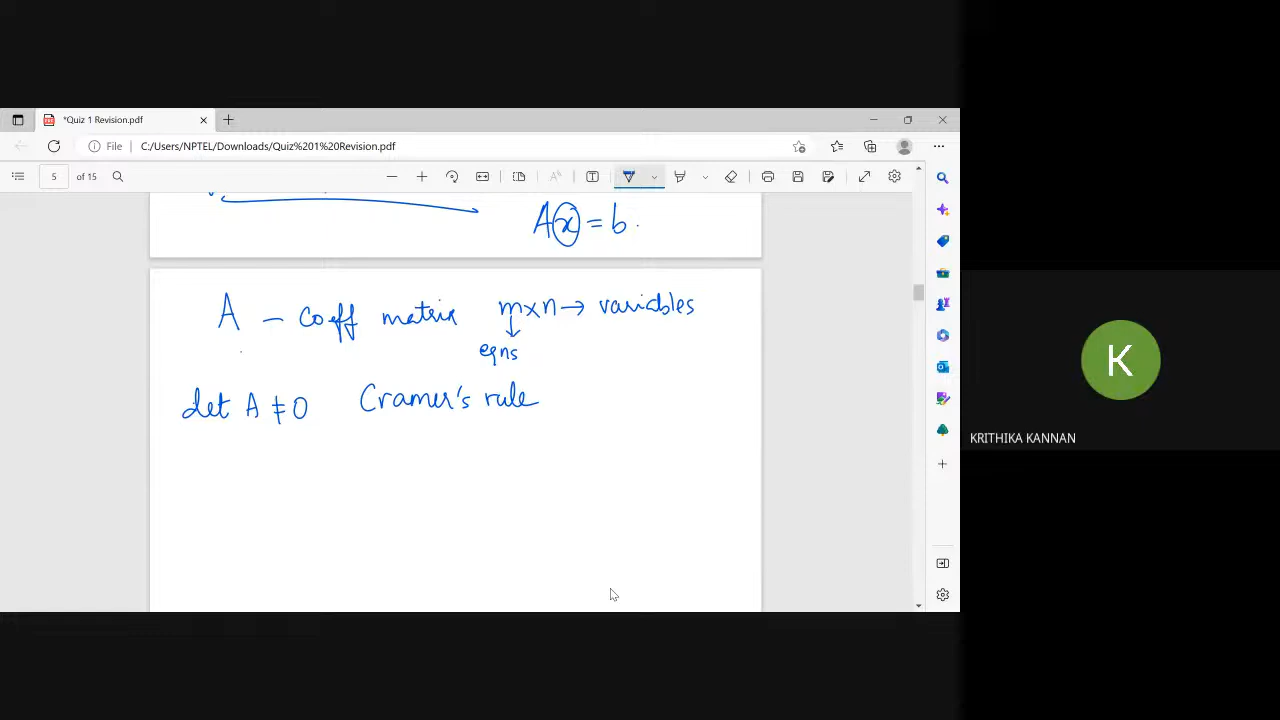 *Quiz 1 Revision.pdf
File C:/Users/NPTEL/Downloads/Quiz%201%20Revision.pdf
5 of 15
A x = b.
A – Coeff matrix m×n → variables
eqns
det A ≠ 0 Cramer's rule
K
KRITHIKA KANNAN